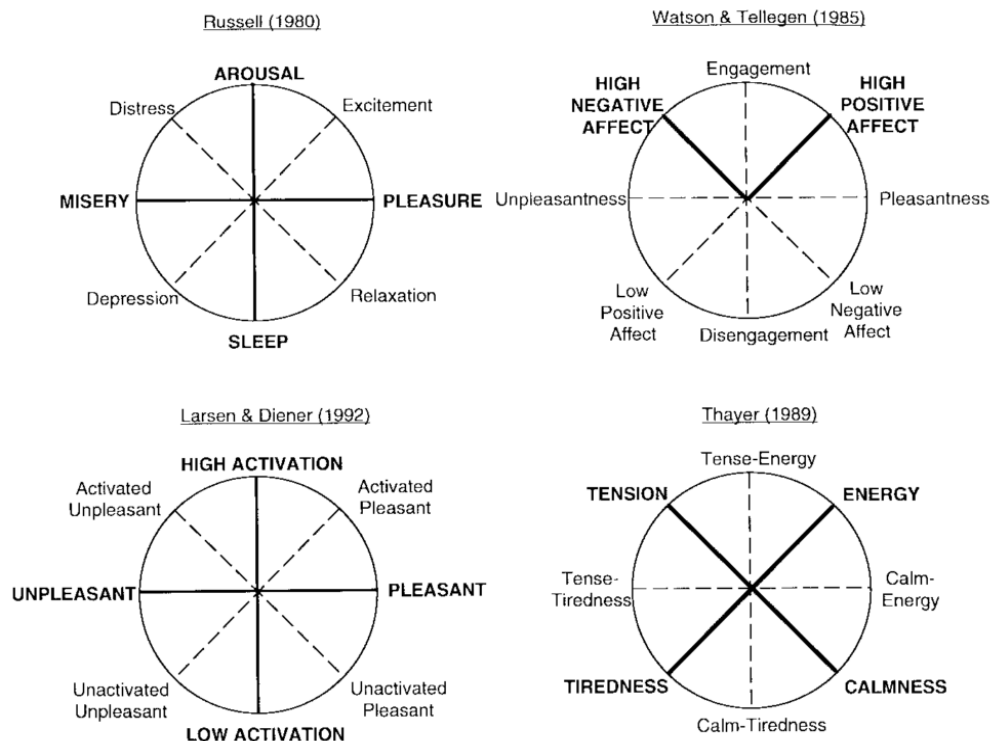 Russell (1980)
AROUSAL
Distress
Excitement
MISERY
PLEASURE
Depression
Relaxation
SLEEP
Watson & Tellegen (1985)
Engagement
HIGH
NEGATIVE
AFFECT
HIGH
POSITIVE
AFFECT
Unpleasantness
Pleasantness
Low
Positive
Affect
Low
Negative
Affect
Disengagement
Larsen & Diener (1992)
HIGH ACTIVATION
Activated
Unpleasant
Activated
Pleasant
UNPLEASANT
PLEASANT
Unactivated
Unpleasant
Unactivated
Pleasant
LOW ACTIVATION
Thayer (1989)
Tense-Energy
TENSION
ENERGY
Tense-
Tiredness
Calm-
Energy
TIREDNESS
CALMNESS
Calm-Tiredness